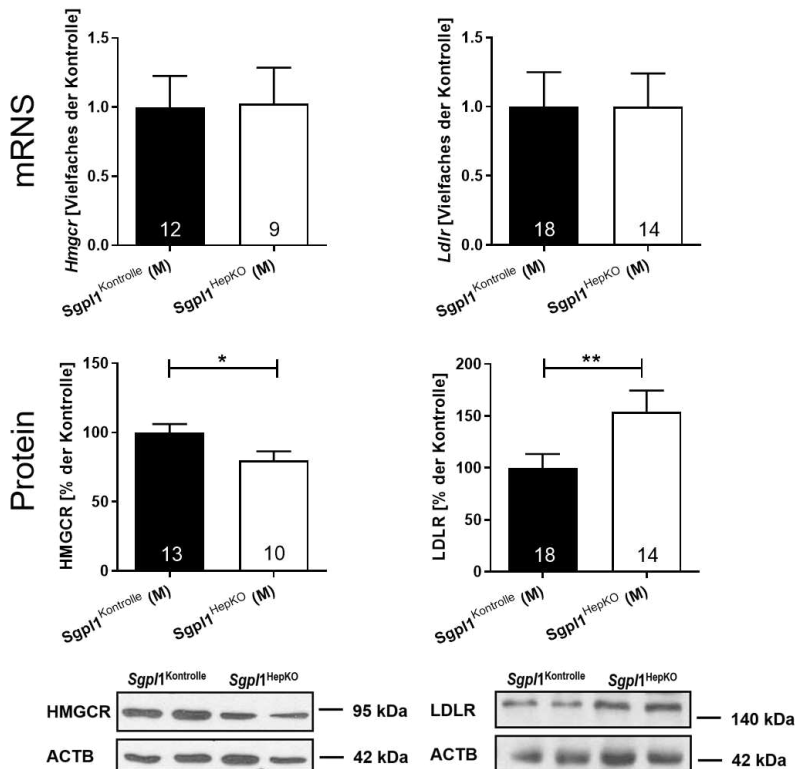 mRNS
Hmgcr [Vielfaches der Kontrolle]
1.5
1.0
0.5
0.0
12
9
Sgpl1Kontrolle (M)
Sgpl1HepKO (M)
Ldlr [Vielfaches der Kontrolle]
1.5
1.0
0.5
0.0
18
14
Sgpl1Kontrolle (M)
Sgpl1HepKO (M)
Protein
HMGCR [% der Kontrolle]
150
100
50
0
*
13
10
Sgpl1Kontrolle (M)
Sgpl1HepKO (M)
LDLR [% der Kontrolle]
200
150
100
50
0
**
18
14
Sgpl1Kontrolle (M)
Sgpl1HepKO (M)
Sgpl1Kontrolle Sgpl1HepKO
HMGCR 95 kDa
ACTB 42 kDa
Sgpl1Kontrolle Sgpl1HepKO
LDLR 140 kDa
ACTB 42 kDa